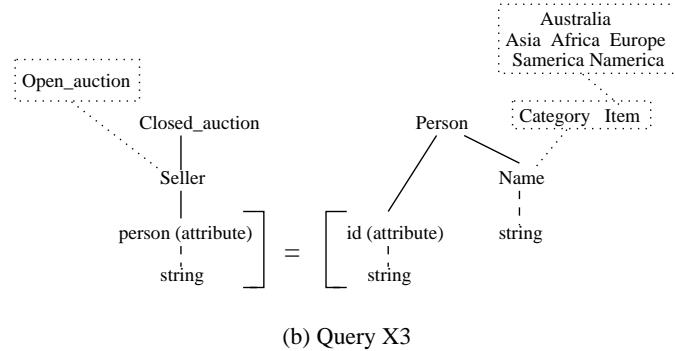 Australia
Asia Africa Europe
Samerica Namerica
Open_auction
Category Item
Closed_auction
Person
Seller
Name
person (attribute)
=
id (attribute)
string
string
string
(b) Query X3